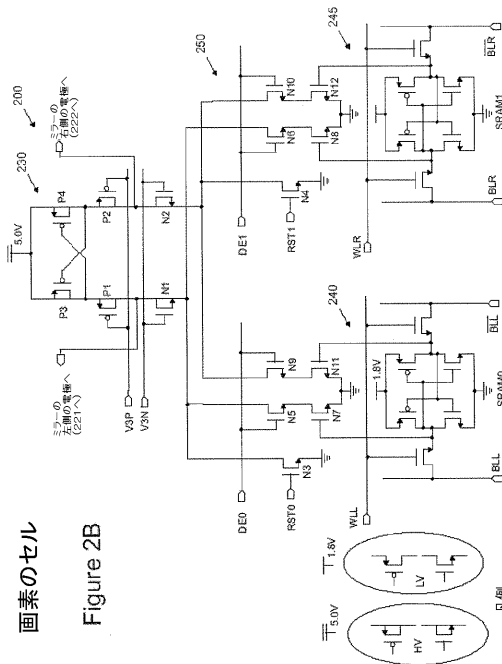 画素のセル
Figure 2B
200
230
5.0V
ミラーの
左側の電極へ
(221へ)
ミラーの
右側の電極へ
(222へ)
P3
P4
P1
P2
V3P
V3N
N1
N2
250
DE0
DE1
N5
N9
N6
N10
RST0
N3
RST1
N4
N7
N11
N8
N12
240
245
WLL
WLR
1.8V
BLL
SRAM0
BLL
BLR
SRAM1
BLR
5.0V
1.8V
HV
LV
凡例